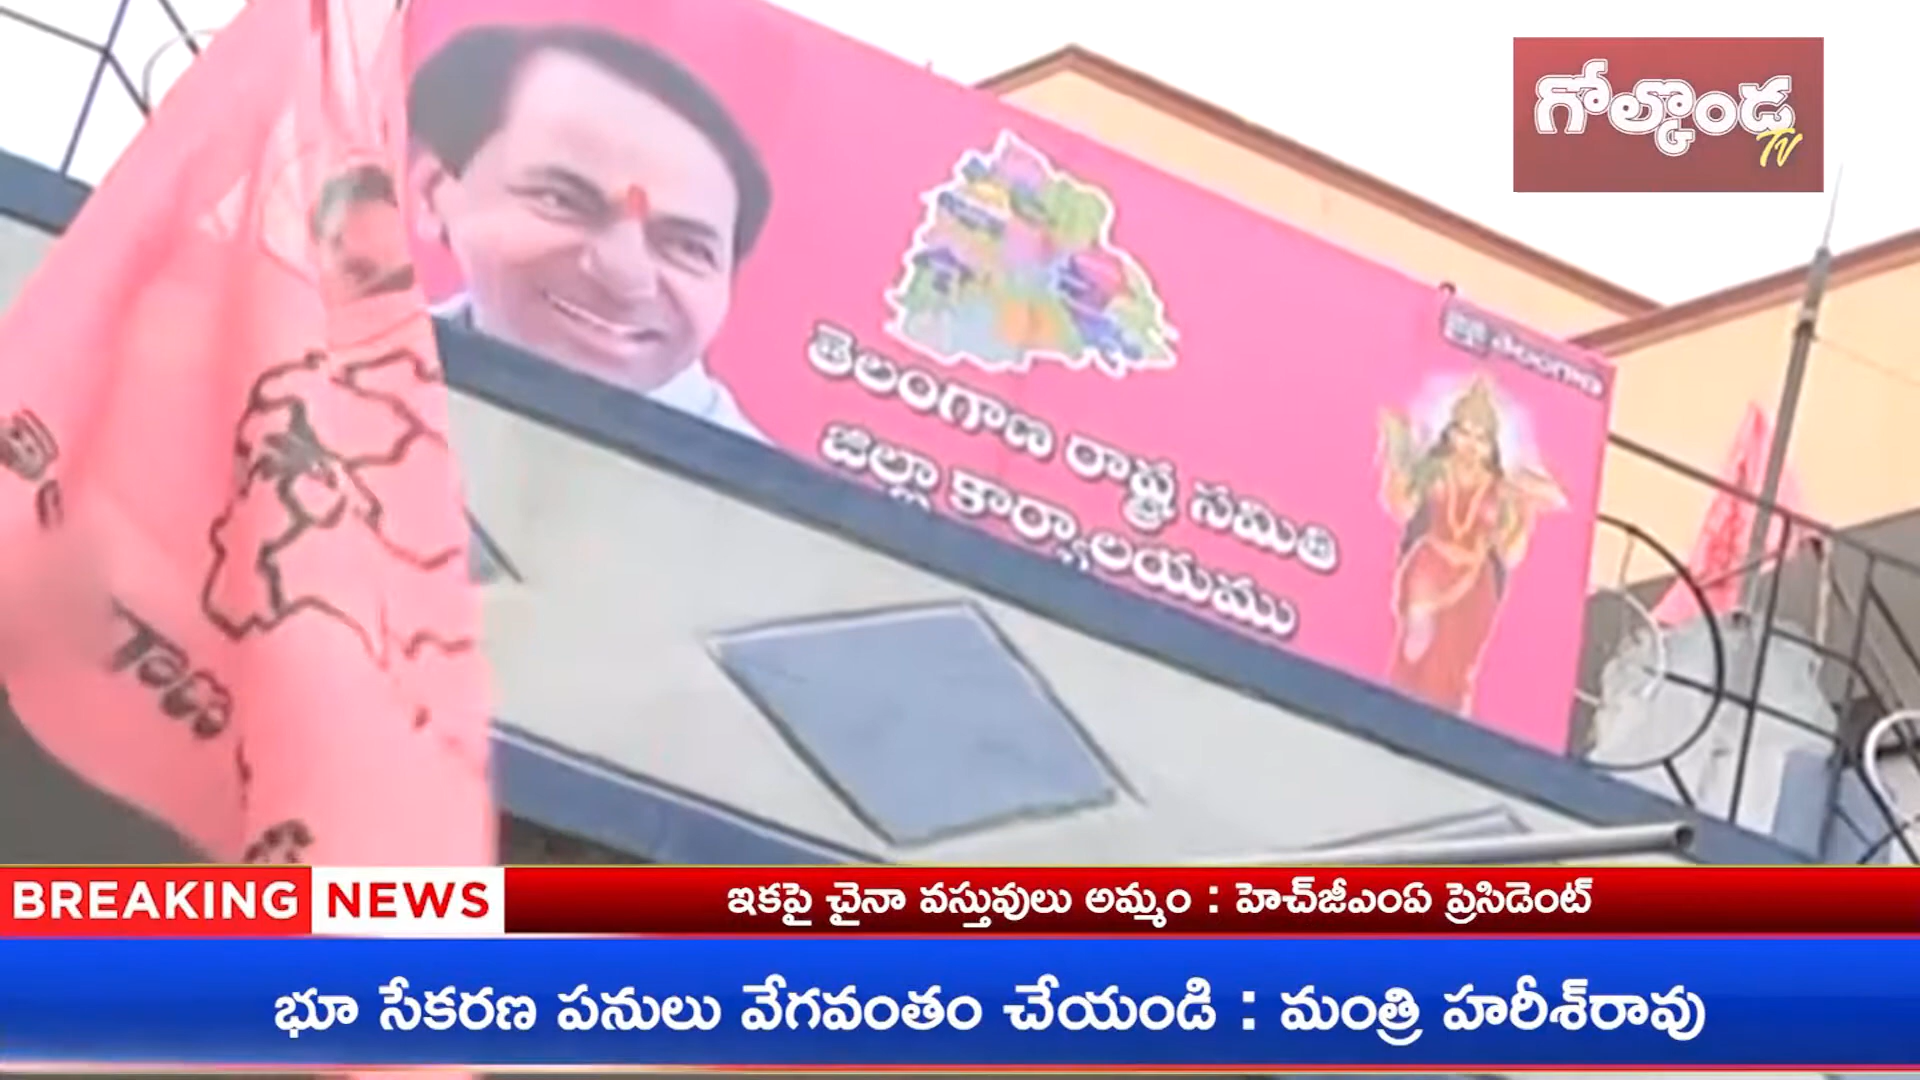 గోల్కొండ
TV
జై తెలంగాణ
తెలంగాణ రాష్ట్ర సమితి
జిల్లా కార్యాలయము
గాణ
BREAKING NEWS
ఇకపై చైనా వస్తువులు అమ్మం : హెచ్‌జీఎంఏ ప్రెసిడెంట్
భూ సేకరణ పనులు వేగవంతం చేయండి : మంత్రి హరీశ్‌రావు